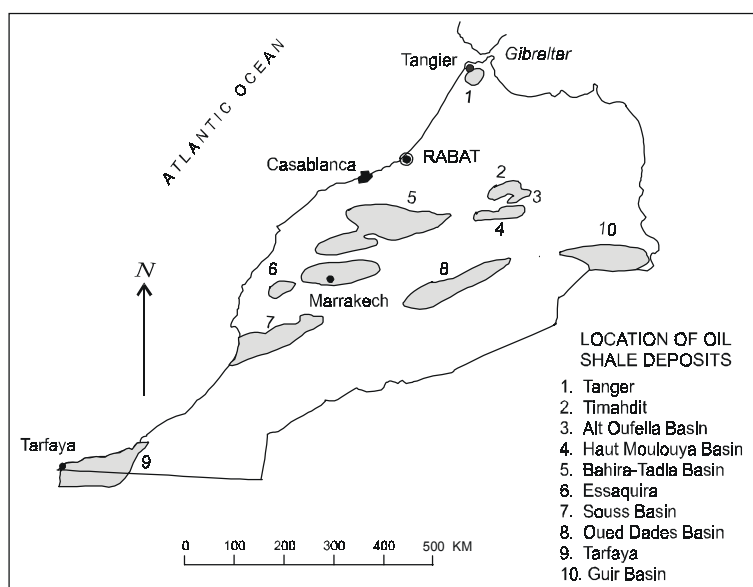 Tangier
Gibraltar
1
ATLANTIC OCEAN
Casablanca
RABAT
2
3
5
4
10
N
6
8
Marrakech
7
LOCATION OF OIL
SHALE DEPOSITS
1. Tanger
2. Timahdit
3. Alt Oufella Basin
4. Haut Moulouya Basin
5. Bahira-Tadla Basin
6. Essaquira
7. Souss Basin
8. Oued Dades Basin
9. Tarfaya
10. Guir Basin
Tarfaya
9
0 100 200 300 400 500 KM